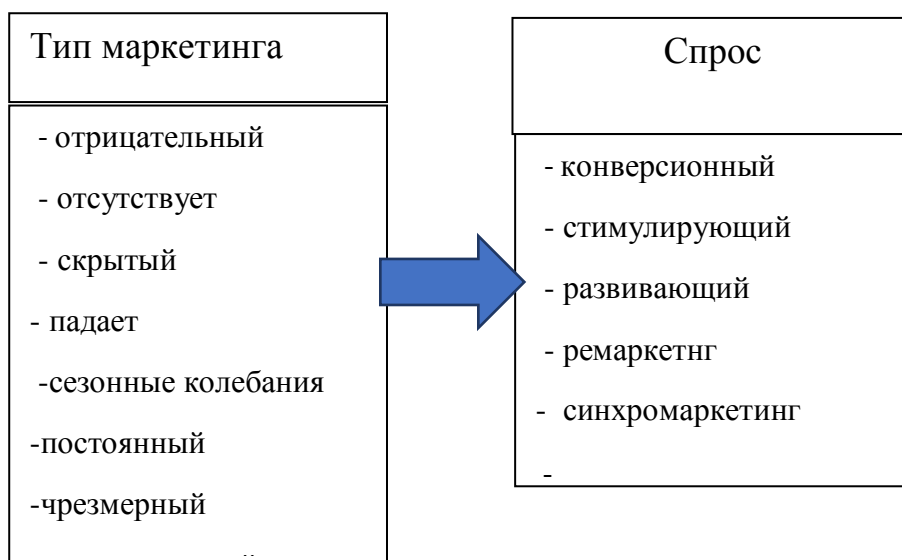 Тип маркетинга
- отрицательный
- отсутствует
- скрытый
- падает
-сезонные колебания
-постоянный
-чрезмерный
Спрос
- конверсионный
- стимулирующий
- развивающий
- ремаркетнг
- синхромаркетинг
-